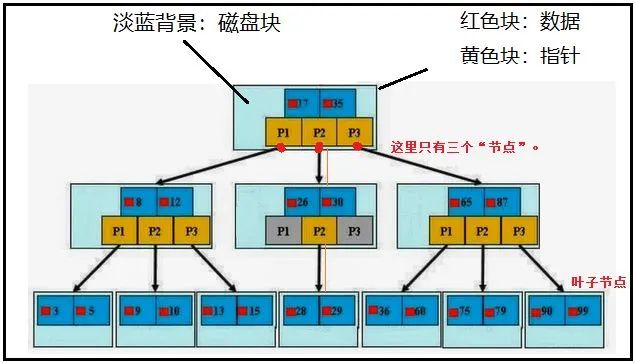 淡蓝背景：磁盘块
红色块：数据
黄色块：指针
17 35
P1 P2 P3
这里只有三个“节点”。
8 12
26 30
65 87
P1 P2 P3
P1 P2 P3
P1 P2 P3
叶子节点
3 5
9 10
13 15
28 29
36 60
75 79
90 99